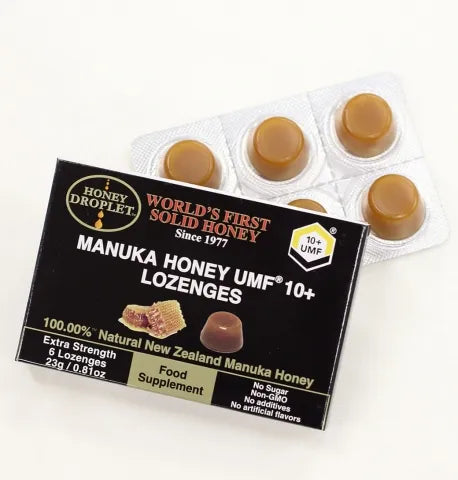 HONEY
DROPLET™
WORLD'S FIRST
SOLID HONEY
Since 1977
10+
UMF
®
MANUKA HONEY UMF® 10+
LOZENGES
100.00%™ Natural New Zealand Manuka Honey
Extra Strength
6 Lozenges
23g / 0.81oz
Food
Supplement
No Sugar
Non-GMO
No additives
No artificial flavors